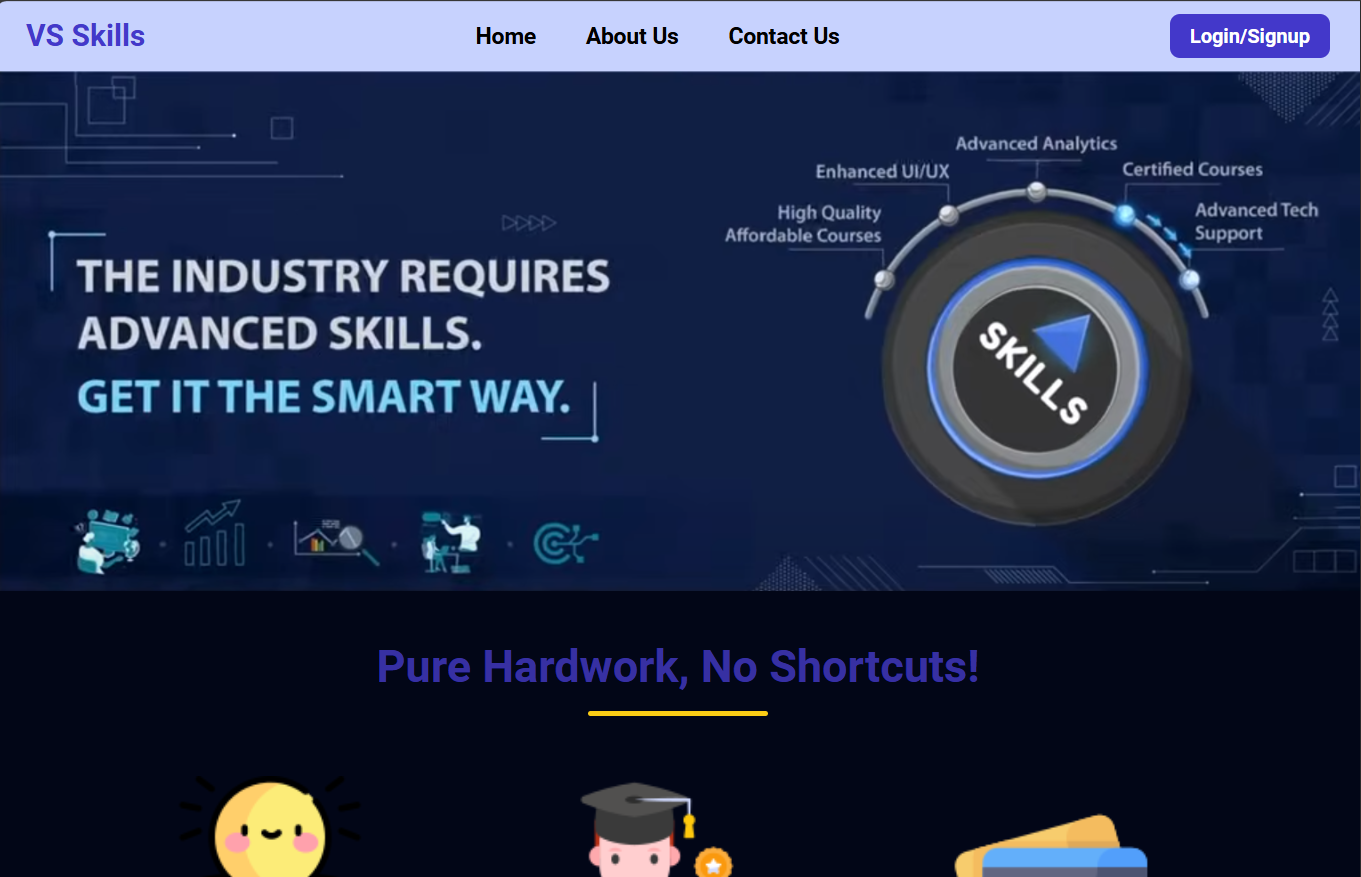 VS Skills
Home
About Us
Contact Us
Login/Signup
THE INDUSTRY REQUIRES
ADVANCED SKILLS.
GET IT THE SMART WAY.
Advanced Analytics
Enhanced UI/UX
Certified Courses
High Quality
Affordable Courses
Advanced Tech
Support
SKILLS
Pure Hardwork, No Shortcuts!